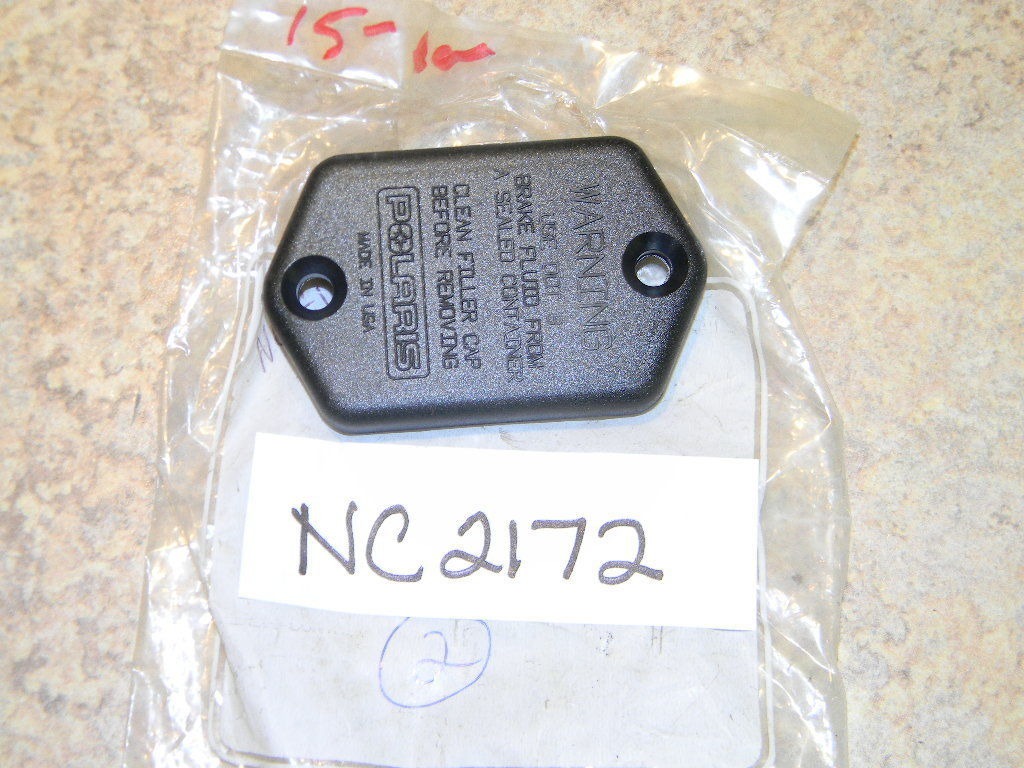 15-
WARNING
USE DOT 3
BRAKE FLUID FROM
A SEALED CONTAINER
CLEAN FILLER CAP
BEFORE REMOVING
POLARIS
MADE IN USA
NC2172
2